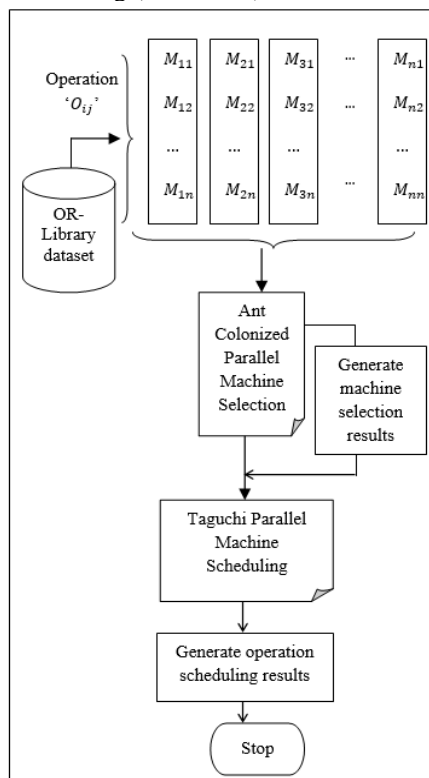 Operation
‘O_ij’
OR-
Library
dataset
M_11 M_21 M_31 ... M_n1
M_12 M_22 M_32 ... M_n2
... ... ... ...
M_1n M_2n M_3n ... M_nn
Ant
Colonized
Parallel
Machine
Selection
Generate
machine
selection
results
Taguchi Parallel
Machine
Scheduling
Generate operation
scheduling results
Stop